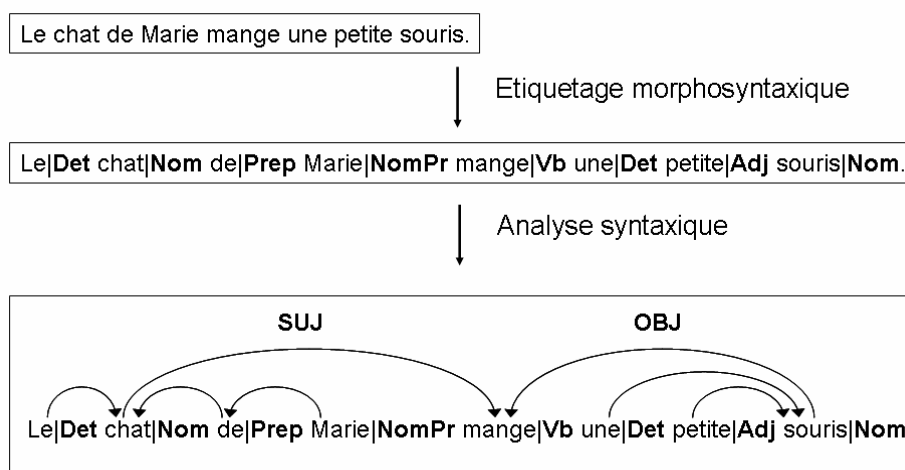 Le chat de Marie mange une petite souris.
Etiquetage morphosyntaxique
Le|Det chat|Nom de|Prep Marie|NomPr mange|Vb une|Det petite|Adj souris|Nom.
Analyse syntaxique
SUJ OBJ
Le|Det chat|Nom de|Prep Marie|NomPr mange|Vb une|Det petite|Adj souris|Nom